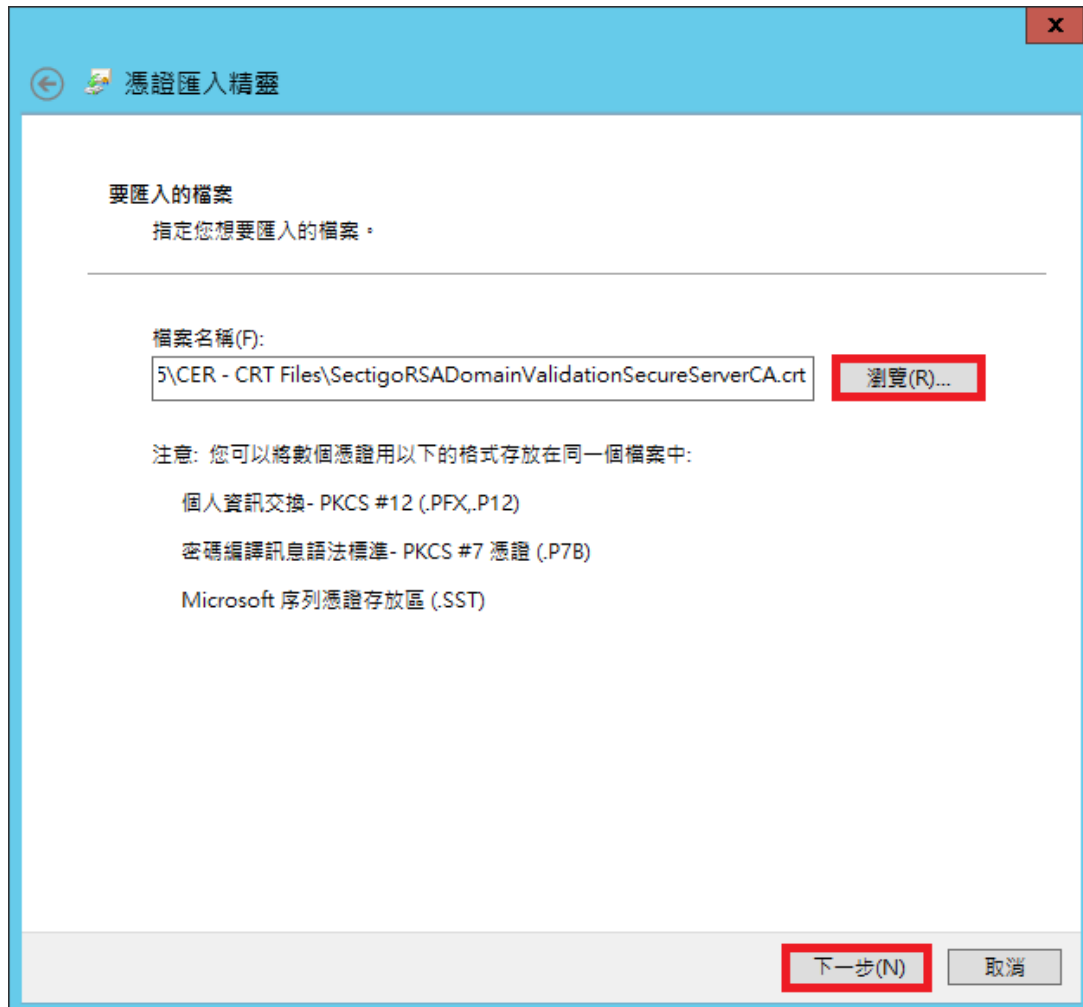 x
憑證匯入精靈
要匯入的檔案
指定您想要匯入的檔案。
檔案名稱(F):
5\CER - CRT Files\SectigoRSADomainValidationSecureServerCA.crt
瀏覽(R)...
注意: 您可以將數個憑證用以下的格式存放在同一個檔案中:
個人資訊交換- PKCS #12 (.PFX,.P12)
密碼編譯訊息語法標準- PKCS #7 憑證 (.P7B)
Microsoft 序列憑證存放區 (.SST)
下一步(N)
取消